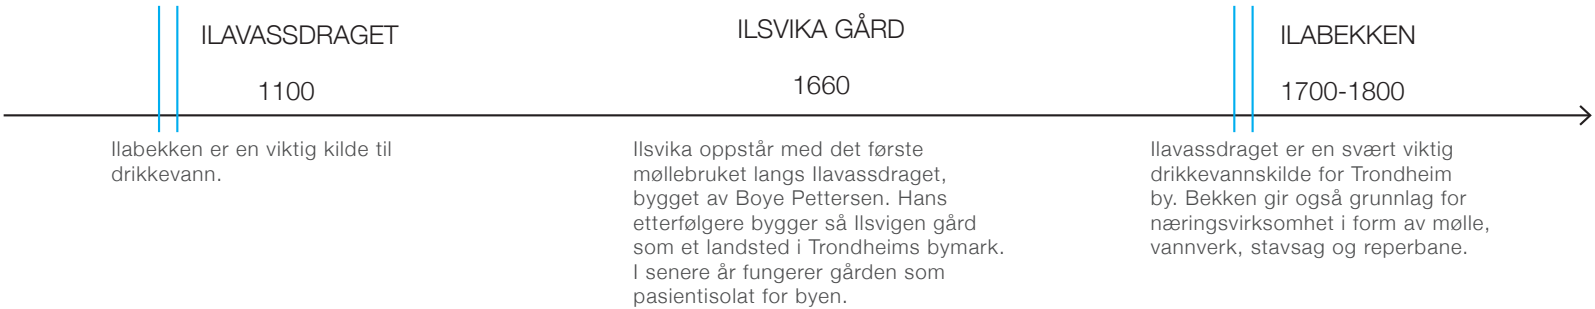 ILAVASSDRAGET
1100
Ilabekken er en viktig kilde til
drikkevann.
ILSVIKA GÅRD
1660
Ilsvika oppstår med det første
møllebruket langs Ilavassdraget,
bygget av Boye Pettersen. Hans
etterfølgere bygger så Ilsvigen gård
som et landsted i Trondheims bymark.
I senere år fungerer gården som
pasientisolat for byen.
ILABEKKEN
1700-1800
Ilavassdraget er en svært viktig
drikkevannskilde for Trondheim
by. Bekken gir også grunnlag for
næringsvirksomhet i form av mølle,
vannverk, stavsag og reperbane.